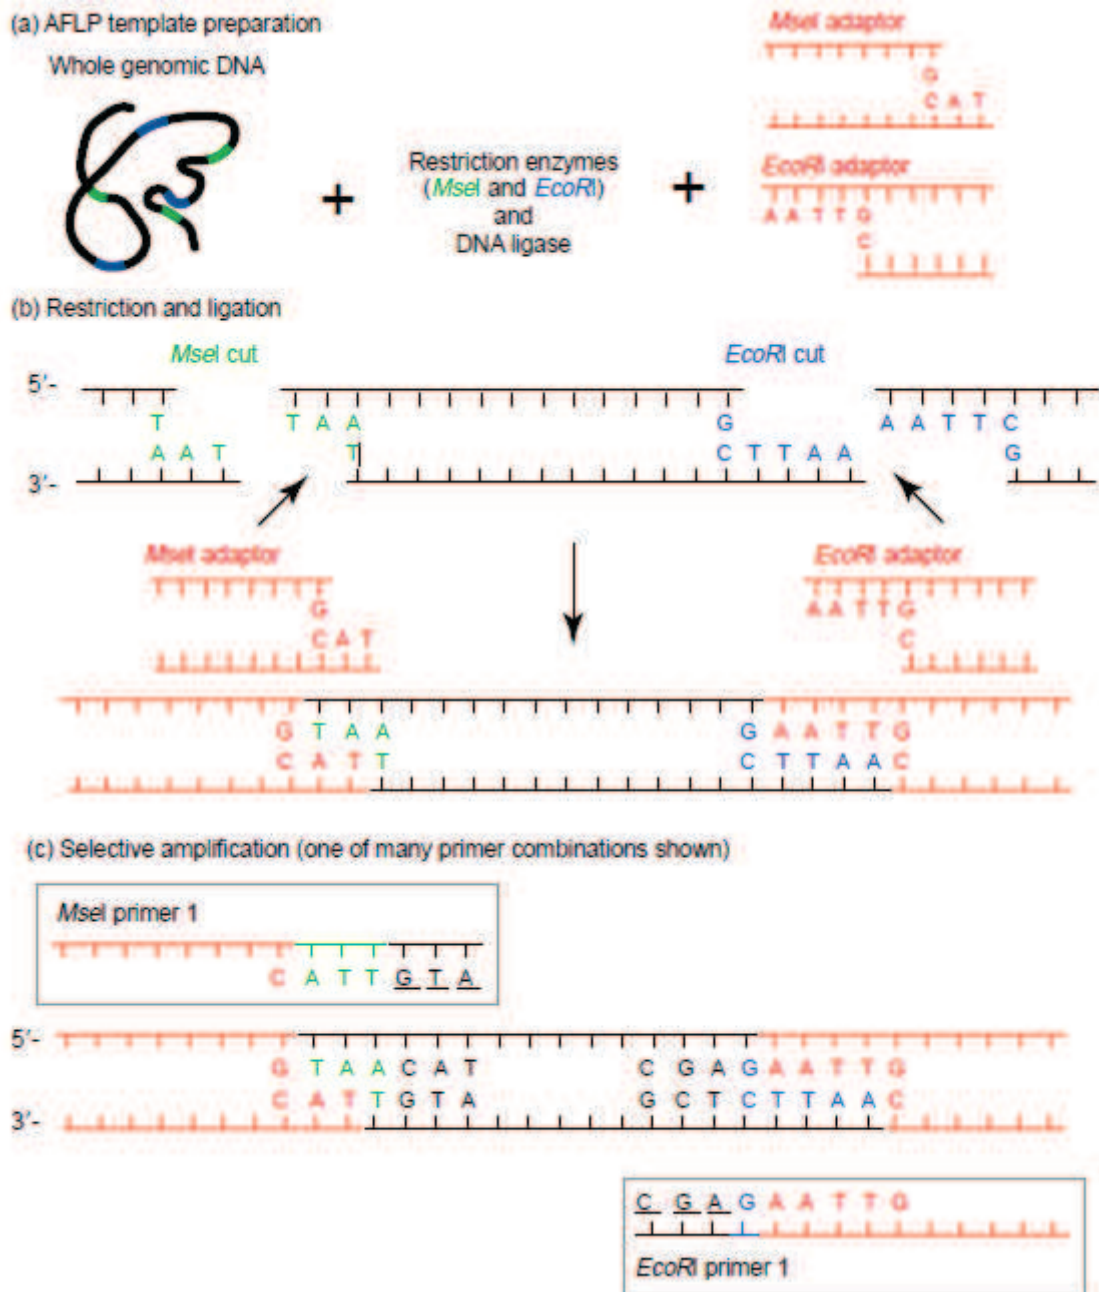 (a) AFLP template preparation
Whole genomic DNA
+
Restriction enzymes
(MseI and EcoRI)
and
DNA ligase
+
MseI adaptor
G
C A T
EcoRI adaptor
A A T T G
C
(b) Restriction and ligation
MseI cut
EcoRI cut
5′-
T T A A G A A T T C
A A T T C T T A A G
3′-
MseI adaptor
EcoRI adaptor
G A A T T G
C A T C
G T A A G A A T T G
C A T T C T T A A C
(c) Selective amplification (one of many primer combinations shown)
MseI primer 1
C A T T G T A
5′-
G T A A C A T C G A G A A T T G
C A T T G T A G C T C T T A A C
3′-
C G A G A A T T G
EcoRI primer 1